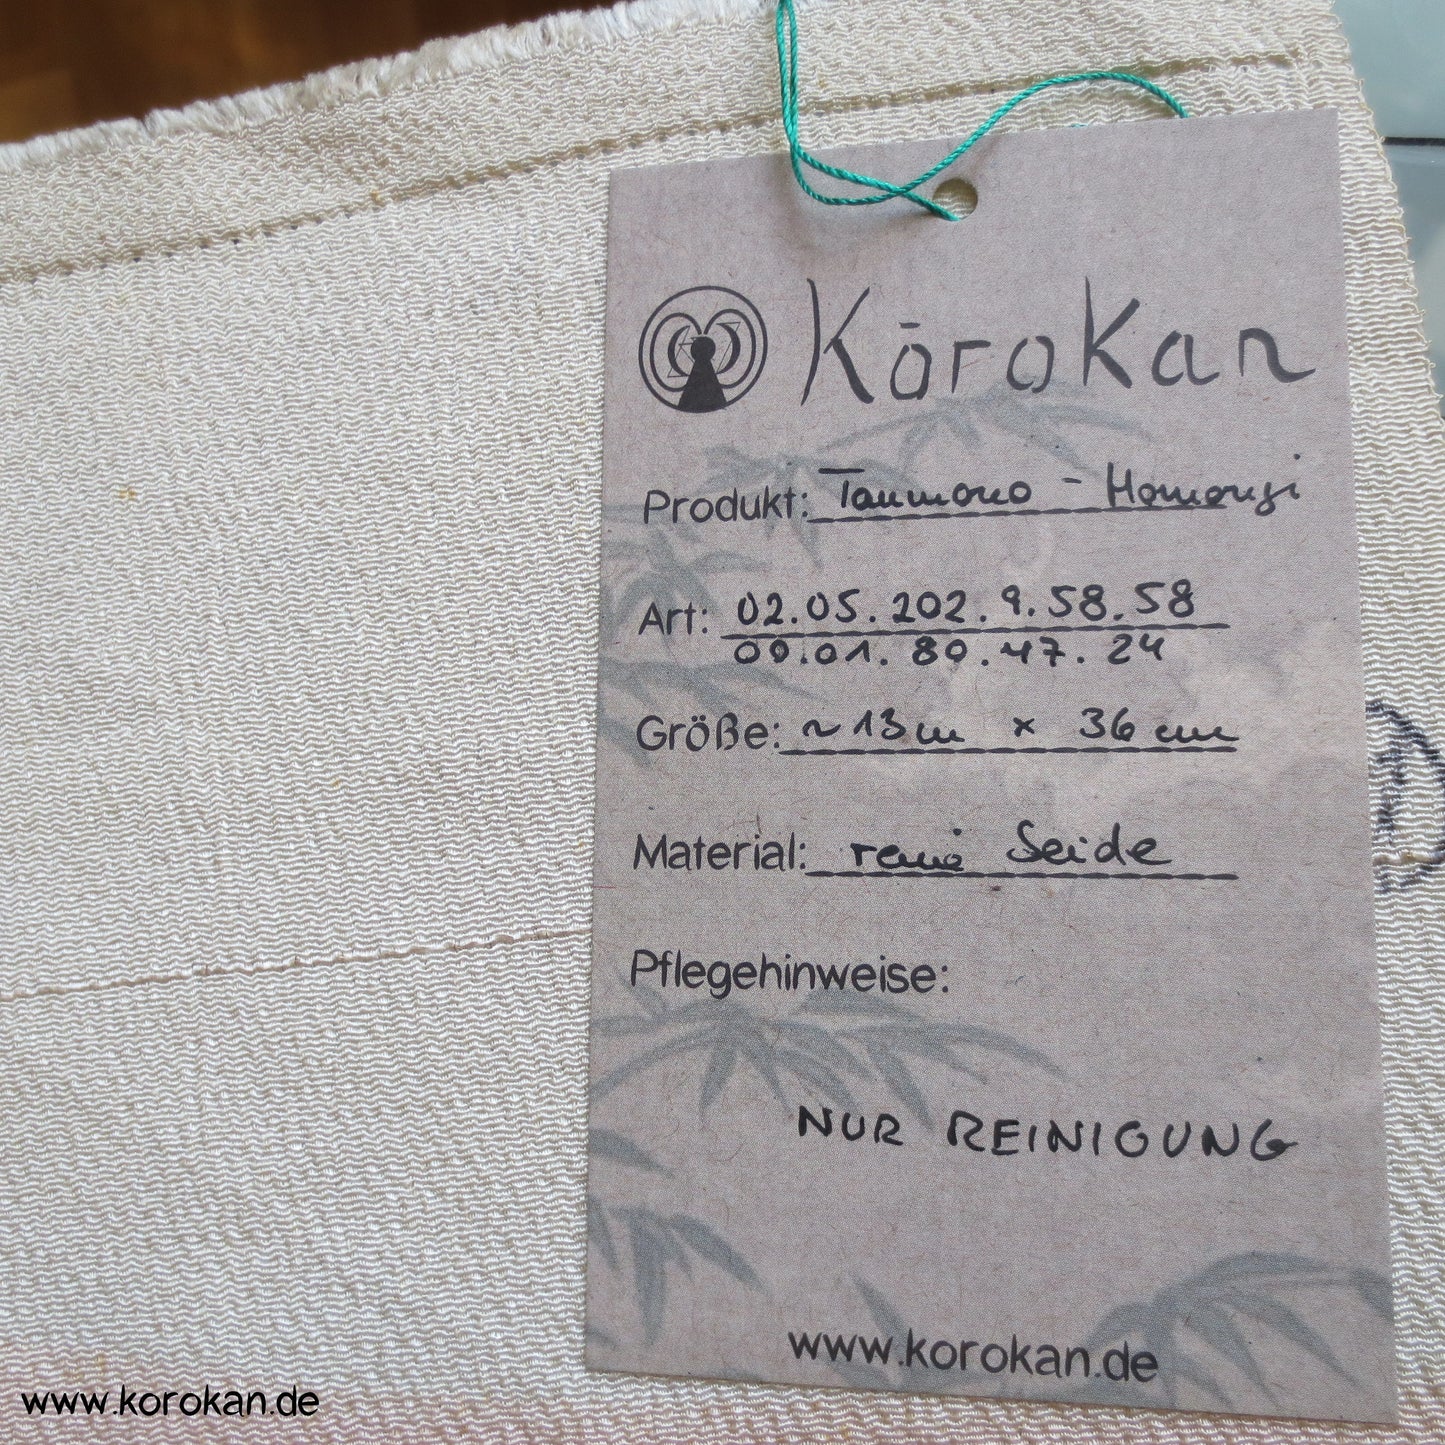 Kōrokan
Produkt: Tanmono - Homongi
Art: 02.05.202.9.58.58
00.01.80.47.24
Größe: ~13m x 36cm
Material: reine Seide
Pflegehinweise:
NUR REINIGUNG
www.korokan.de
www.korokan.de